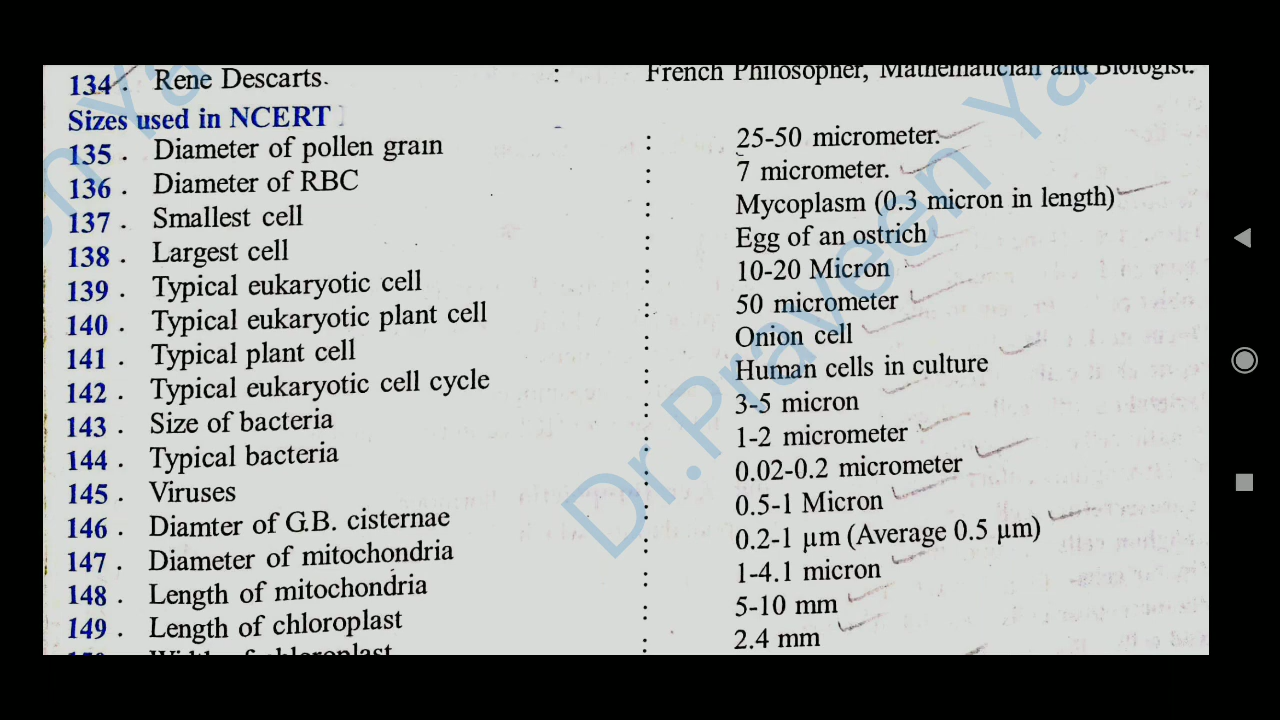 134. Rene Descarts. : French Philosopher, Mathematician and Biologist.
Sizes used in NCERT
135. Diameter of pollen grain : 25-50 micrometer.
136. Diameter of RBC : 7 micrometer.
137. Smallest cell : Mycoplasm (0.3 micron in length)
138. Largest cell : Egg of an ostrich
139. Typical eukaryotic cell : 10-20 Micron
140. Typical eukaryotic plant cell : 50 micrometer
141. Typical plant cell : Onion cell
142. Typical eukaryotic cell cycle : Human cells in culture
143. Size of bacteria : 3-5 micron
144. Typical bacteria : 1-2 micrometer
145. Viruses : 0.02-0.2 micrometer
146. Diamter of G.B. cisternae : 0.5-1 Micron
147. Diameter of mitochondria : 0.2-1 µm (Average 0.5 µm)
148. Length of mitochondria : 1-4.1 micron
149. Length of chloroplast : 5-10 mm
150. Width of chloroplast : 2.4 mm
Dr.Praveen Ya
en Ya